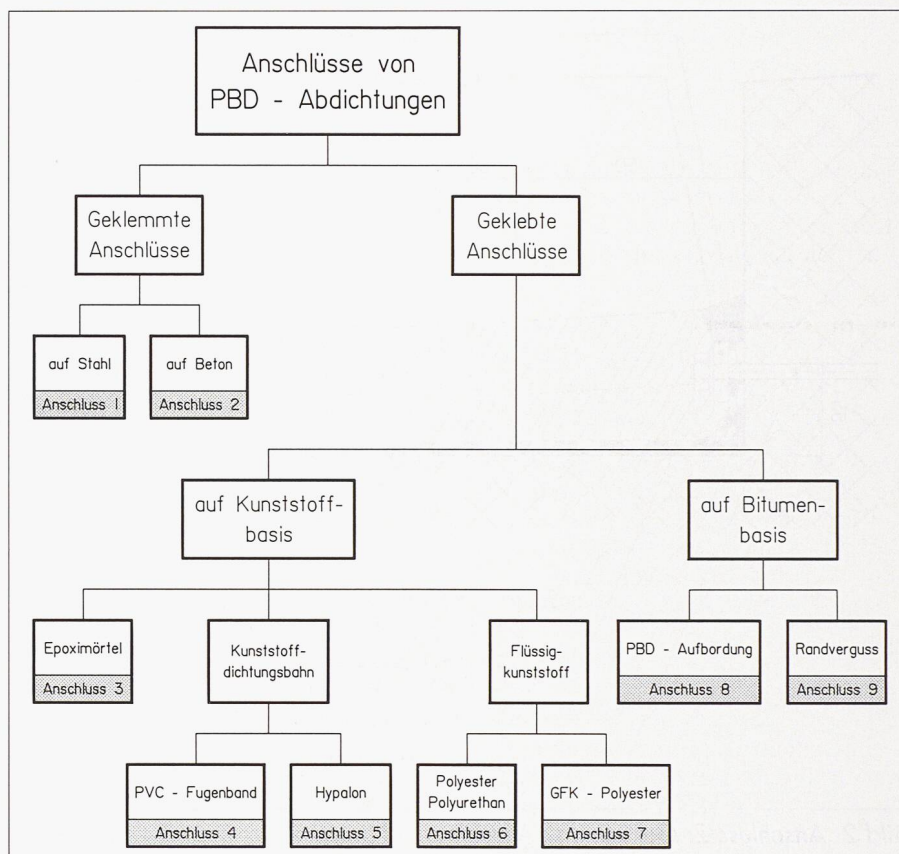 Anschlüsse von
PBD - Abdichtungen
Geklemmte
Anschlüsse
Geklebte
Anschlüsse
auf Stahl
Anschluss 1
auf Beton
Anschluss 2
auf Kunststoff-
basis
auf Bitumen-
basis
Epoximörtel
Anschluss 3
Kunststoff-
dichtungsbahn
Flüssig-
kunststoff
PBD - Aufbordung
Anschluss 8
Randverguss
Anschluss 9
PVC - Fugenband
Anschluss 4
Hypalon
Anschluss 5
Polyester
Polyurethan
Anschluss 6
GFK - Polyester
Anschluss 7